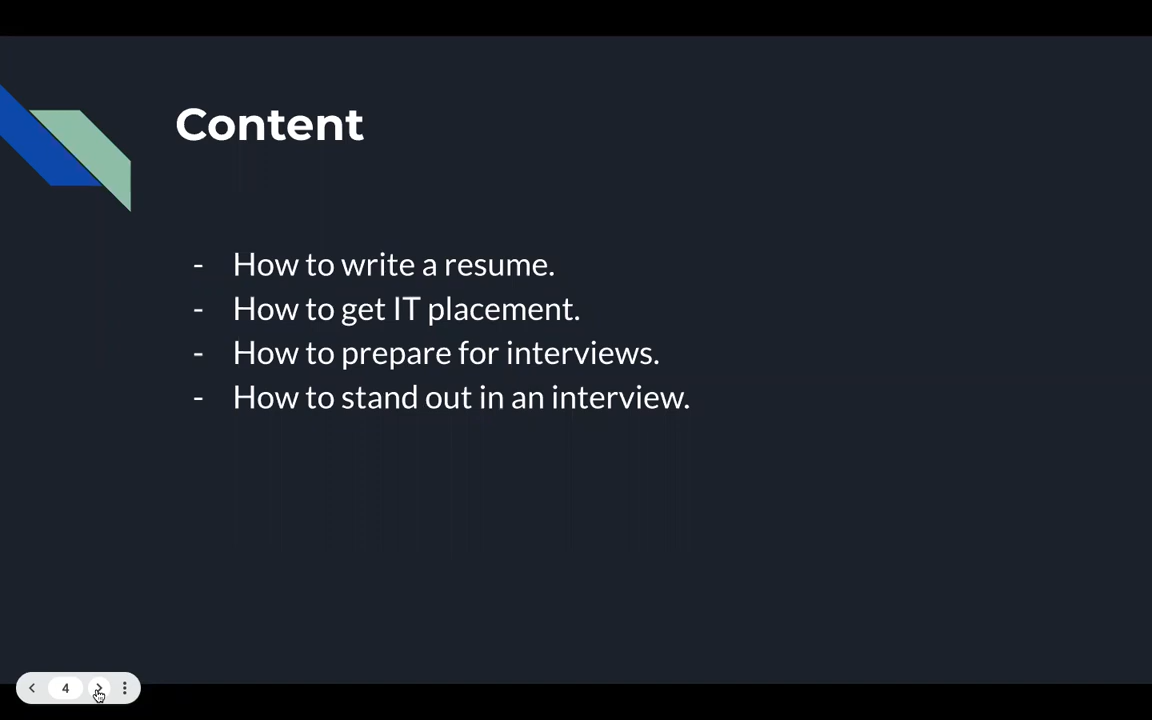 Content
- How to write a resume.
- How to get IT placement.
- How to prepare for interviews.
- How to stand out in an interview.
4